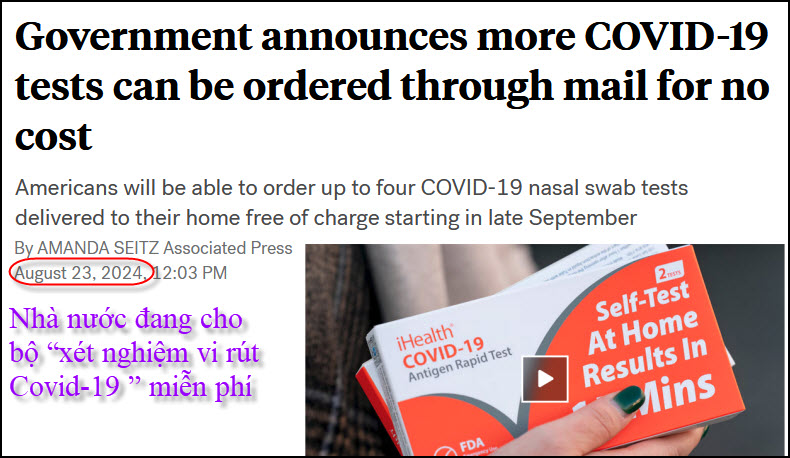 Government announces more COVID-19
tests can be ordered through mail for no
cost
Americans will be able to order up to four COVID-19 nasal swab tests
delivered to their home free of charge starting in late September
By AMANDA SEITZ Associated Press
August 23, 2024, 12:03 PM
Nhà nước đang cho
bộ “xét nghiệm vi rút
Covid-19 ” miễn phí
iHealth
COVID-19
Antigen Rapid Test
FDA
2 TESTS
Self-Test
At Home
Results In
Mins